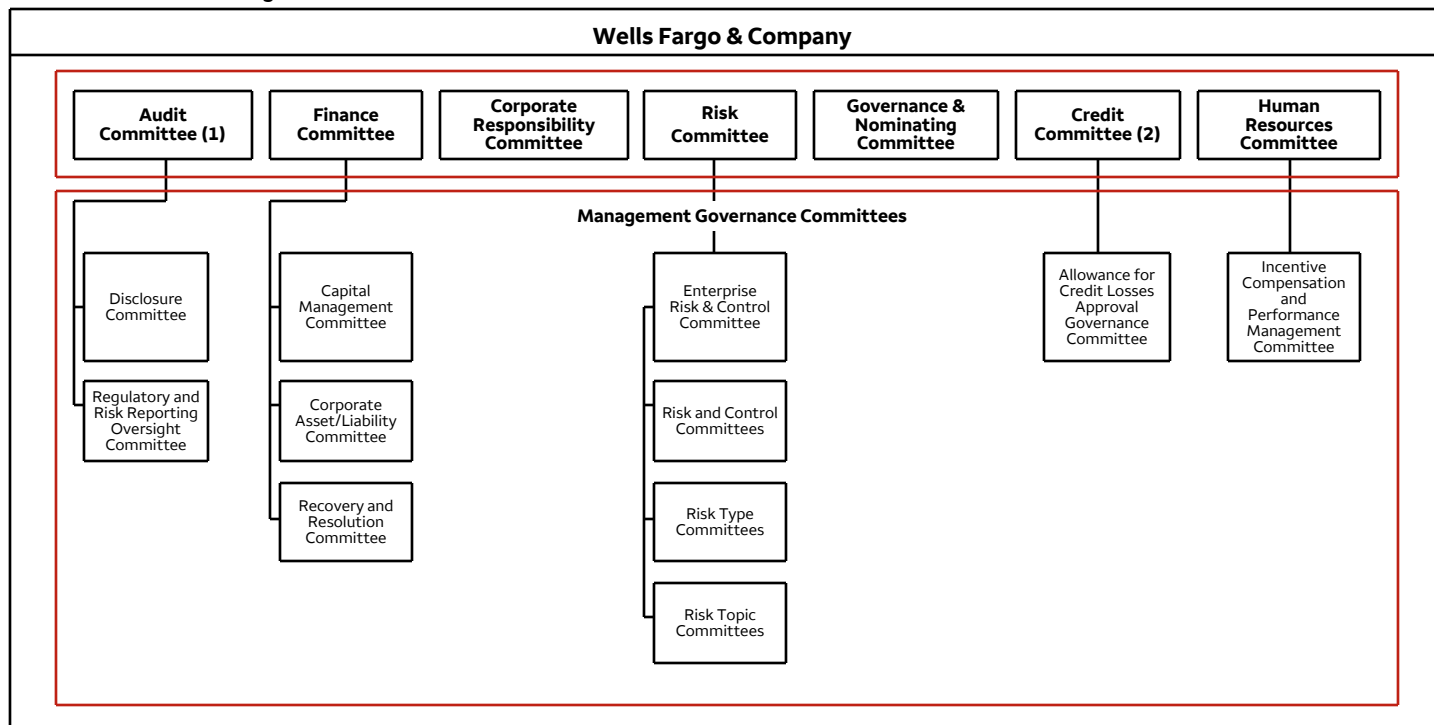 Wells Fargo & Company
Audit
Committee (1)
Finance
Committee
Corporate
Responsibility
Committee
Risk
Committee
Governance &
Nominating
Committee
Credit
Committee (2)
Human
Resources
Committee
Management Governance Committees
Disclosure
Committee
Capital
Management
Committee
Enterprise
Risk & Control
Committee
Allowance for
Credit Losses
Approval
Governance
Committee
Incentive
Compensation
and
Performance
Management
Committee
Regulatory and
Risk Reporting
Oversight
Committee
Corporate
Asset/Liability
Committee
Risk and Control
Committees
Recovery and
Resolution
Committee
Risk Type
Committees
Risk Topic
Committees